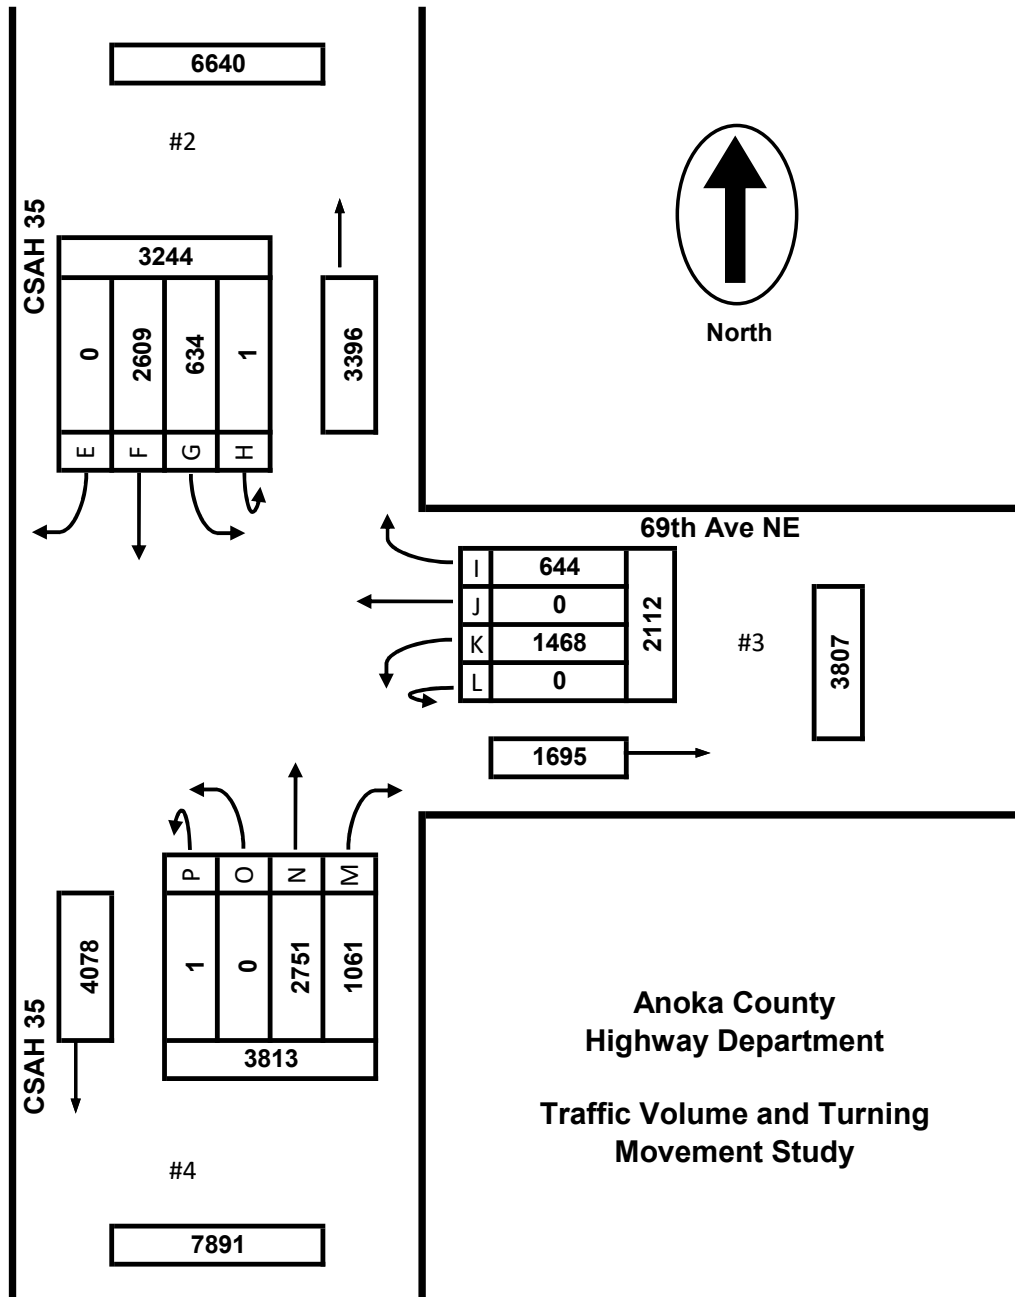 6640
#2
CSAH 35
3244
0
2609
634
1
E
F
G
H
3396
North
69th Ave NE
I
644
J
0
K
1468
L
0
2112
#3
3807
1695
P
O
N
M
1
0
2751
1061
3813
4078
CSAH 35
#4
7891
Anoka County
Highway Department
Traffic Volume and Turning
Movement Study